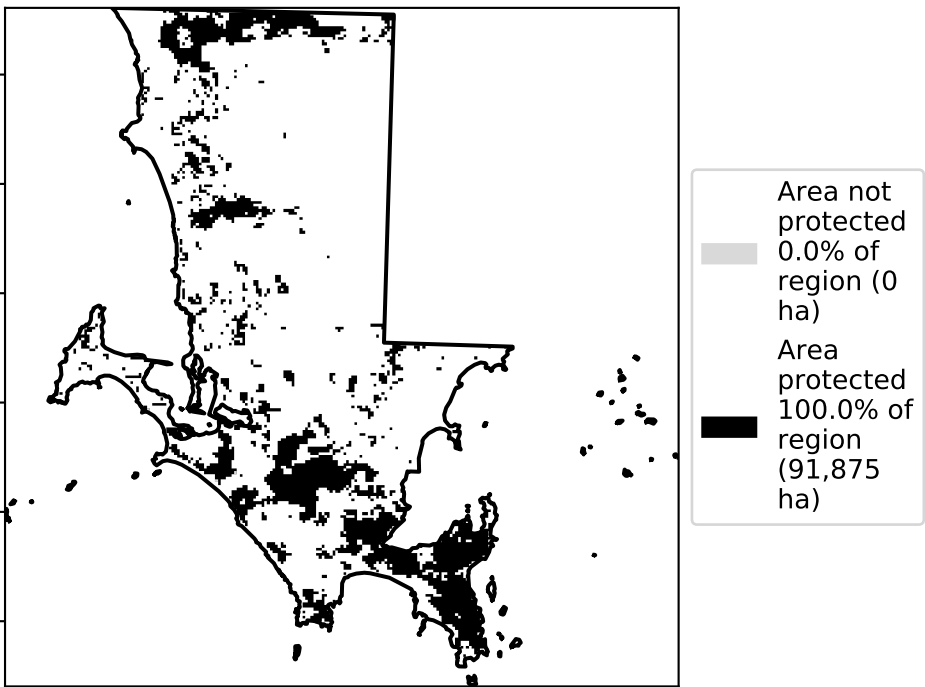 Area not
protected
0.0% of
region (0
ha)
Area
protected
100.0% of
region
(91,875
ha)